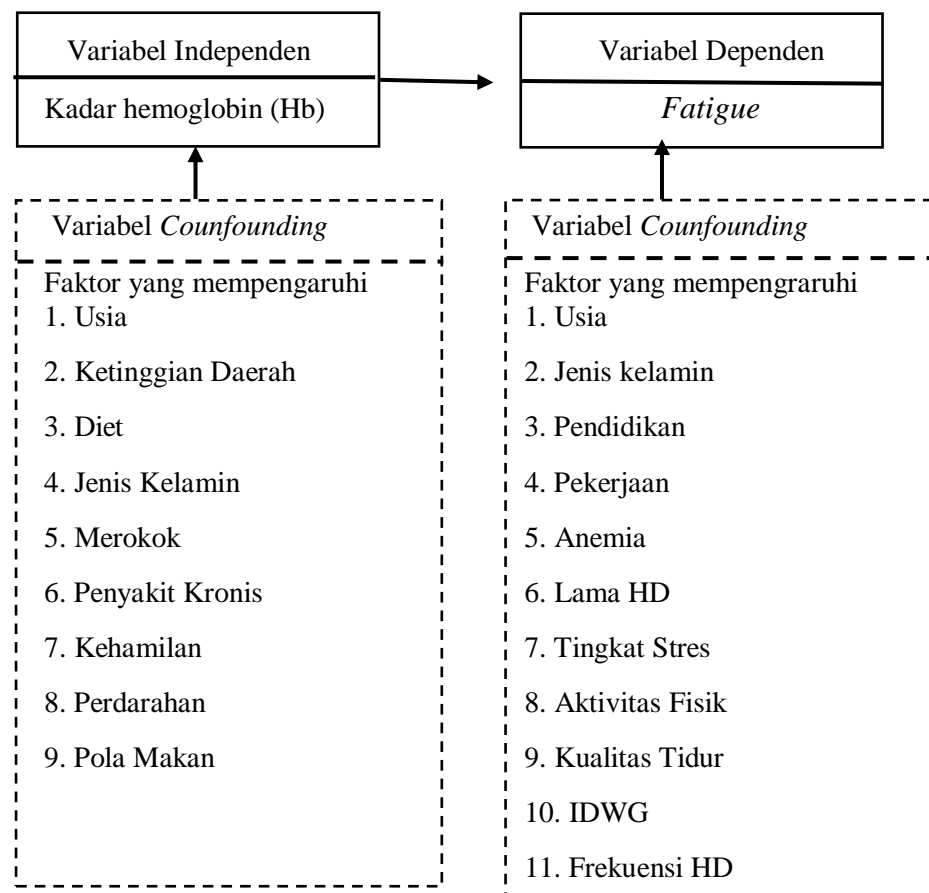 Variabel Independen
Kadar hemoglobin (Hb)
Variabel Dependen
Fatigue
Variabel Counfounding
Faktor yang mempengaruhi
1. Usia
2. Ketinggian Daerah
3. Diet
4. Jenis Kelamin
5. Merokok
6. Penyakit Kronis
7. Kehamilan
8. Perdarahan
9. Pola Makan
Variabel Counfounding
Faktor yang mempengraruhi
1. Usia
2. Jenis kelamin
3. Pendidikan
4. Pekerjaan
5. Anemia
6. Lama HD
7. Tingkat Stres
8. Aktivitas Fisik
9. Kualitas Tidur
10. IDWG
11. Frekuensi HD